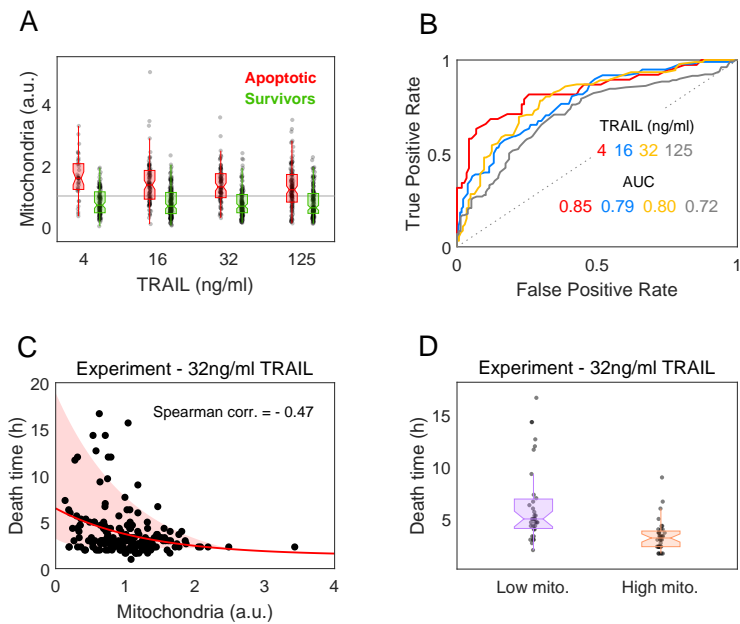 A
Mitochondria (a.u.)
4
2
0
Apoptotic
Survivors
4 16 32 125
TRAIL (ng/ml)
B
True Positive Rate
1
0.5
0
TRAIL (ng/ml)
4 16 32 125
AUC
0.85 0.79 0.80 0.72
0 0.5 1
False Positive Rate
C
Experiment - 32ng/ml TRAIL
Death time (h)
20
15
10
5
0
Spearman corr. = - 0.47
0 1 2 3 4
Mitochondria (a.u.)
D
Experiment - 32ng/ml TRAIL
Death time (h)
15
10
5
Low mito. High mito.